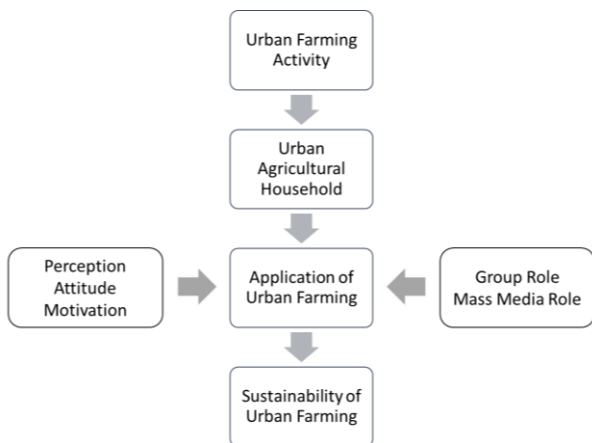 Urban Farming
Activity
Urban
Agricultural
Household
Perception
Attitude
Motivation
Application of
Urban Farming
Group Role
Mass Media Role
Sustainability of
Urban Farming